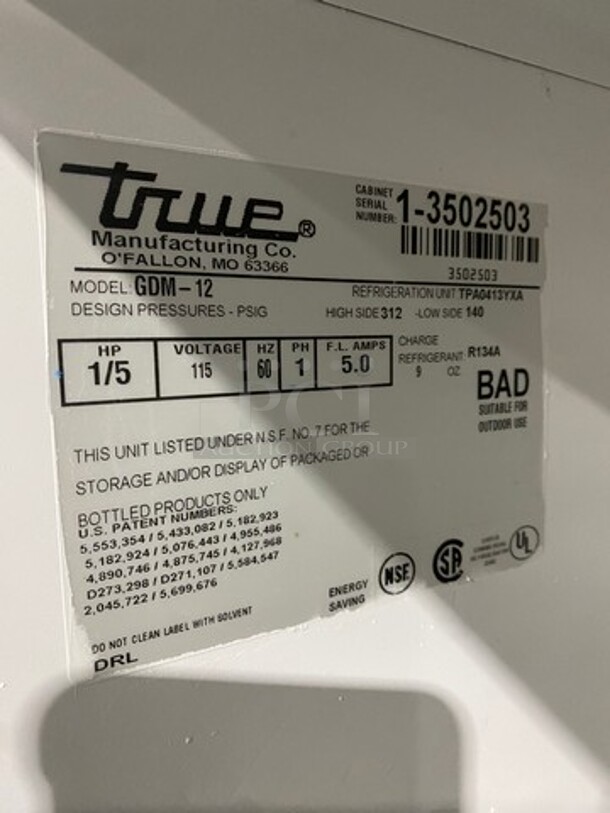 true®
Manufacturing Co.
O'FALLON, MO 63366
CABINET
SERIAL
NUMBER: 1-3502503
3502503
MODEL: GDM-12
REFRIGERATION UNIT TPA0413YXA
DESIGN PRESSURES - PSIG
HIGH SIDE 312 -LOW SIDE 140
HP VOLTAGE HZ PH F.L. AMPS
1/5 115 60 1 5.0
CHARGE
REFRIGERANT: R134A
9 OZ.
BAD
SUITABLE FOR
OUTDOOR USE
THIS UNIT LISTED UNDER N.S.F. NO. 7 FOR THE
STORAGE AND/OR DISPLAY OF PACKAGED OR
BOTTLED PRODUCTS ONLY
AUCTION GROUP
U.S. PATENT NUMBERS:
5,553,354 / 5,433,082 / 5,182,923
5,182,924 / 5,076,443 / 4,955,486
4,890,746 / 4,875,745 / 4,127,968
D273,298 / D271,107 / 5,584,547
2,045,722 / 5,699,676
ENERGY
SAVING
NSF
SA
UL
DO NOT CLEAN LABEL WITH SOLVENT
DRL